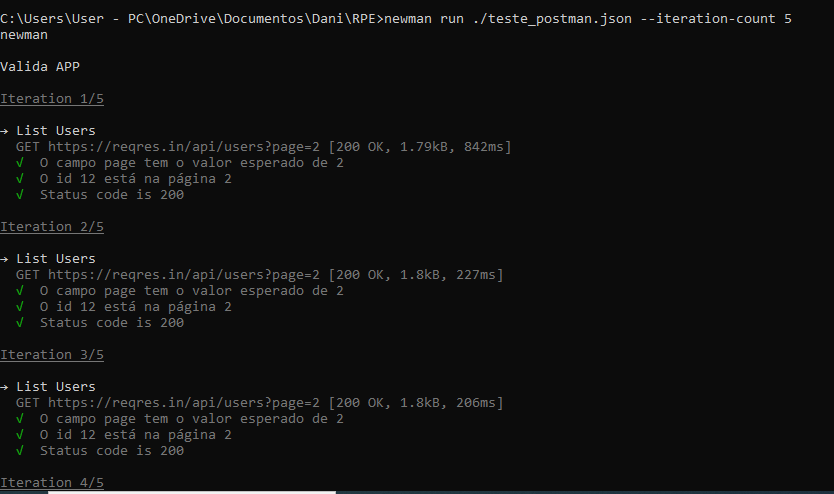 C:\Users\User - PC\OneDrive\Documentos\Dani\RPE>newman run ./teste_postman.json --iteration-count 5
newman
Valida APP
Iteration 1/5
→ List Users
GET https://reqres.in/api/users?page=2 [200 OK, 1.79kB, 842ms]
√ O campo page tem o valor esperado de 2
√ O id 12 está na página 2
√ Status code is 200
Iteration 2/5
→ List Users
GET https://reqres.in/api/users?page=2 [200 OK, 1.8kB, 227ms]
√ O campo page tem o valor esperado de 2
√ O id 12 está na página 2
√ Status code is 200
Iteration 3/5
→ List Users
GET https://reqres.in/api/users?page=2 [200 OK, 1.8kB, 206ms]
√ O campo page tem o valor esperado de 2
√ O id 12 está na página 2
√ Status code is 200
Iteration 4/5